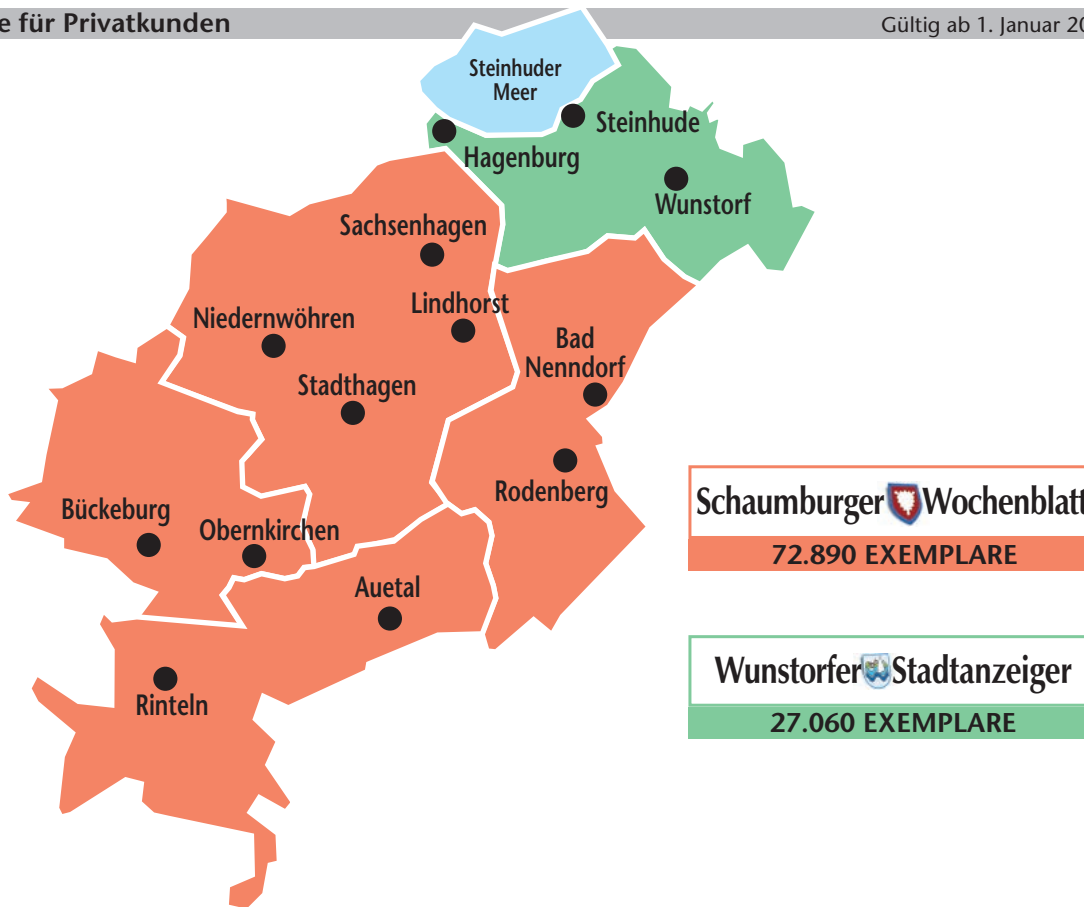 für Privatkunden
Gültig ab 1. Januar
Steinhuder
Meer
Steinhude
Hagenburg
Wunstorf
Sachsenhagen
Lindhorst
Niedernwöhren
Bad
Nenndorf
Stadthagen
Rodenberg
Bückeburg
Obernkirchen
Auetal
Rinteln
Schaumburger Wochenblatt
72.890 EXEMPLARE
Wunstorfer Stadtanzeiger
27.060 EXEMPLARE